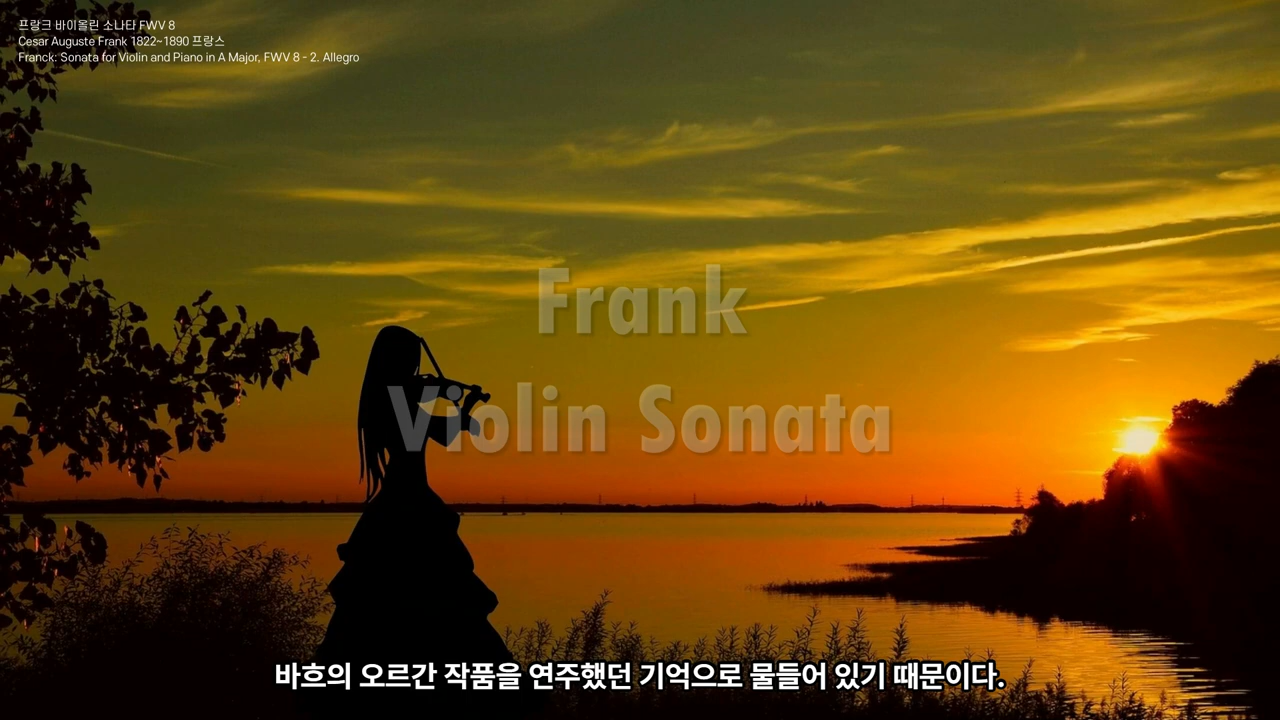 프랑크 바이올린 소나타 FWV 8
Cesar Auguste Frank 1822~1890 프랑스
Franck: Sonata for Violin and Piano in A Major, FWV 8 - 2. Allegro
Frank
Violin Sonata
바흐의 오르간 작품을 연주했던 기억으로 물들어 있기 때문이다.